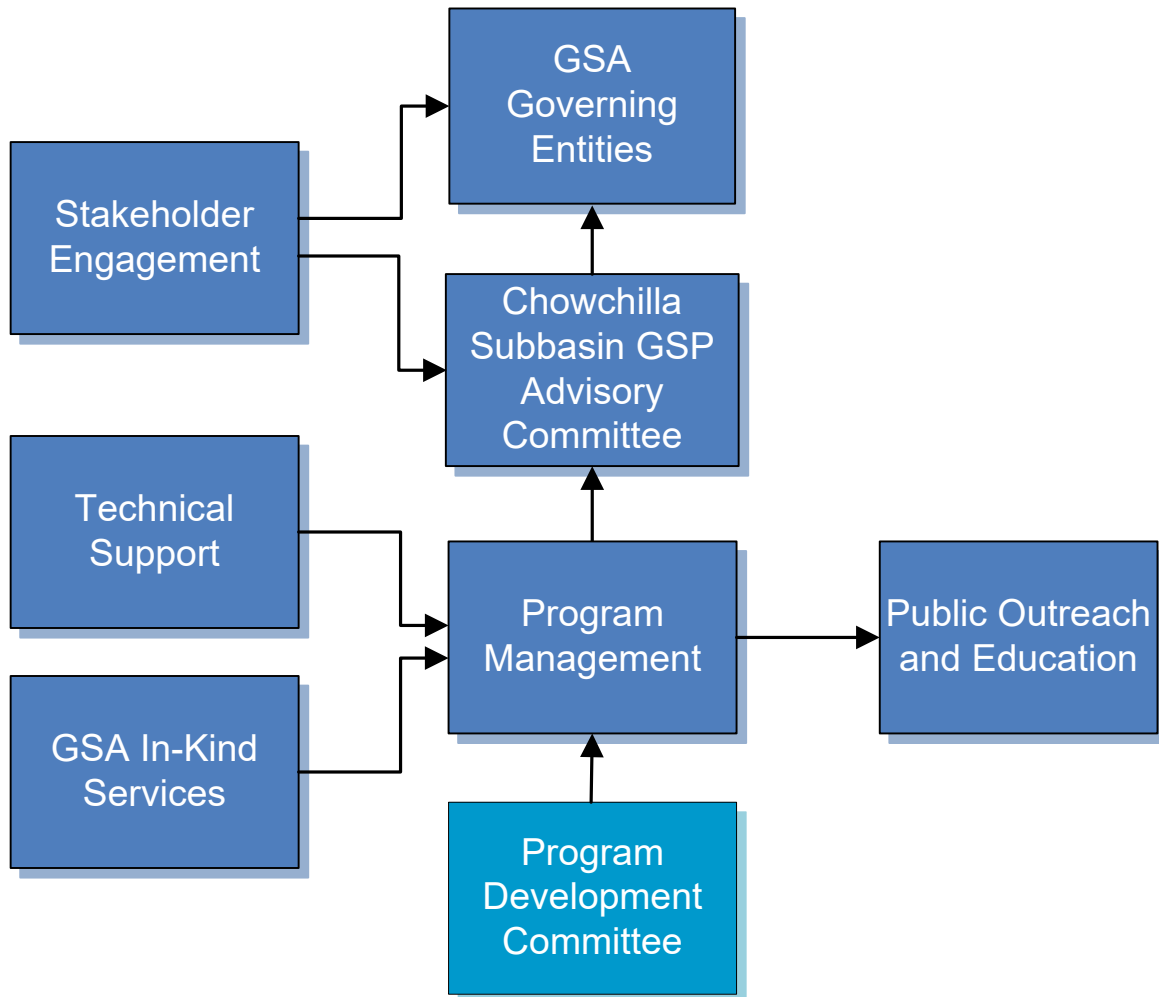 GSA
Governing
Entities
Stakeholder
Engagement
Chowchilla
Subbasin GSP
Advisory
Committee
Technical
Support
Program
Management
Public Outreach
and Education
GSA In-Kind
Services
Program
Development
Committee